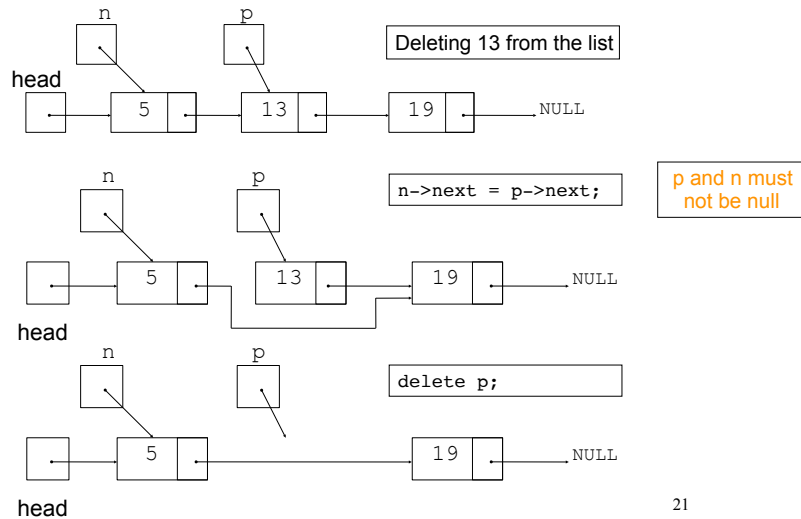 n p
Deleting 13 from the list
head
5 13 19 NULL
n p
n->next = p->next;
p and n must
not be null
5 13 19 NULL
head
n p
delete p;
5 19 NULL
head
21